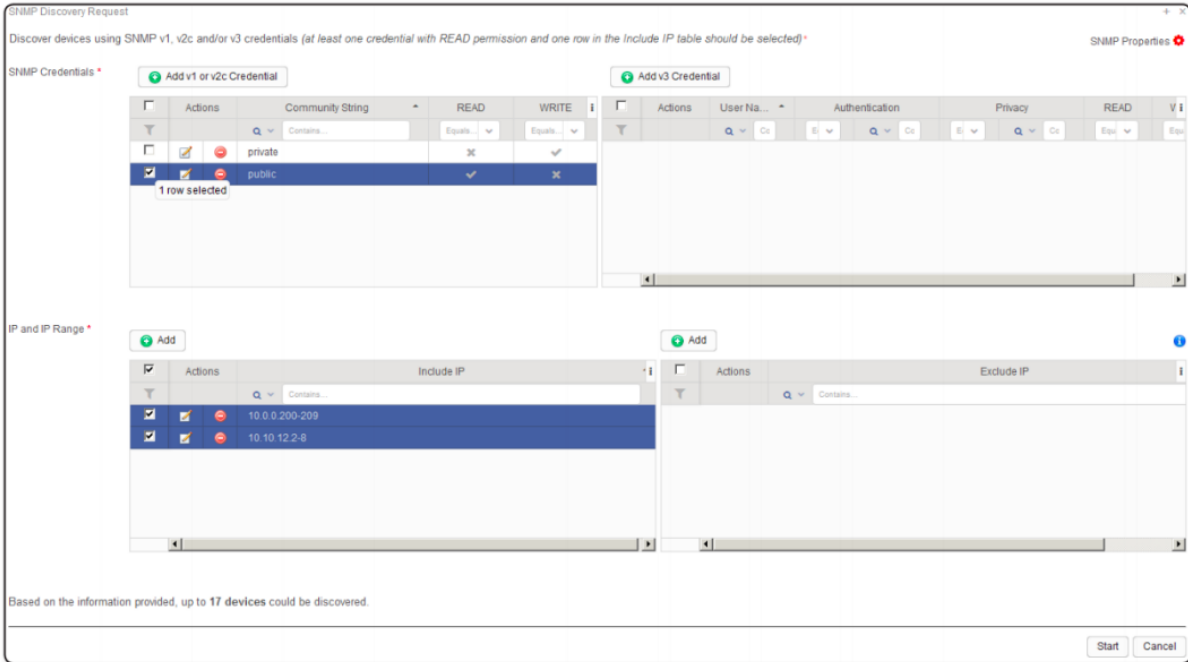 SNMP Discovery Request
Discover devices using SNMP v1, v2c and/or v3 credentials (at least one credential with READ permission and one row in the Include IP table should be selected)*
SNMP Properties
SNMP Credentials *
Add v1 or v2c Credential
Add v3 Credential
Actions Community String READ WRITE
Contains... Equals... Equals...
private
public
1 row selected
Actions User Na... Authentication Privacy READ
Cc E Cc E Cc Equ Equ
IP and IP Range *
Add
Add
Actions Include IP
Contains...
10.0.0.200-209
10.10.12.2-8
Actions Exclude IP
Contains...
Based on the information provided, up to 17 devices could be discovered.
Start Cancel